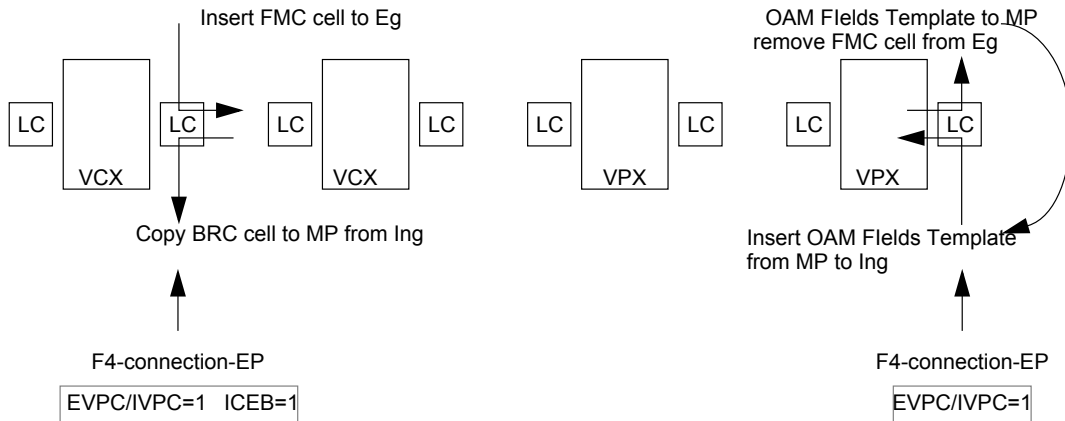 Insert FMC cell to Eg
OAM FIelds Template to MP
remove FMC cell from Eg
LC
LC
LC
LC
LC
LC
LC
LC
VCX
VCX
VPX
VPX
Copy BRC cell to MP from Ing
Insert OAM FIelds Template
from MP to Ing
F4-connection-EP
F4-connection-EP
EVPC/IVPC=1 ICEB=1
EVPC/IVPC=1